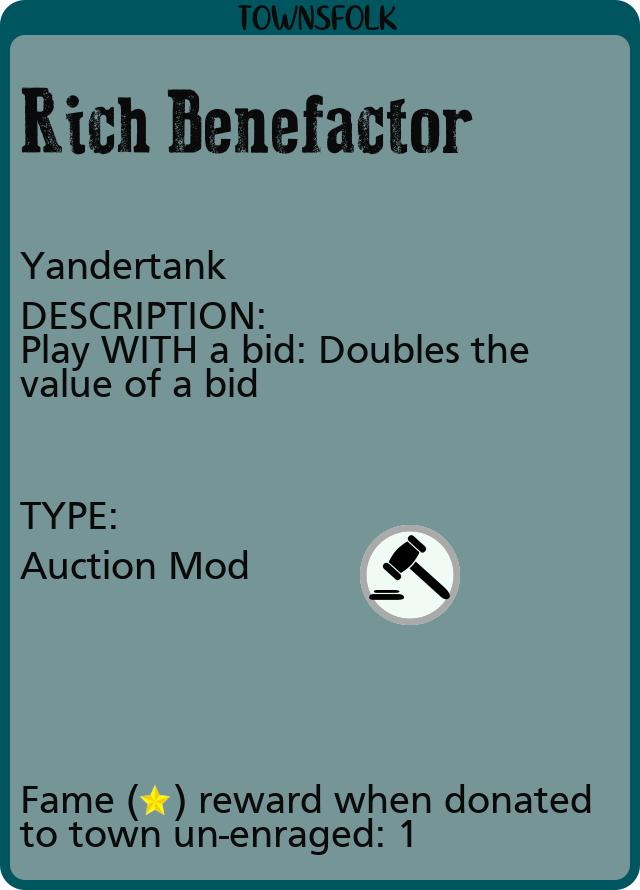 TOWNSFOLK
Rich Benefactor
Yandertank
DESCRIPTION:
Play WITH a bid: Doubles the
value of a bid
TYPE:
Auction Mod
Fame (⭐) reward when donated
to town un-enraged: 1